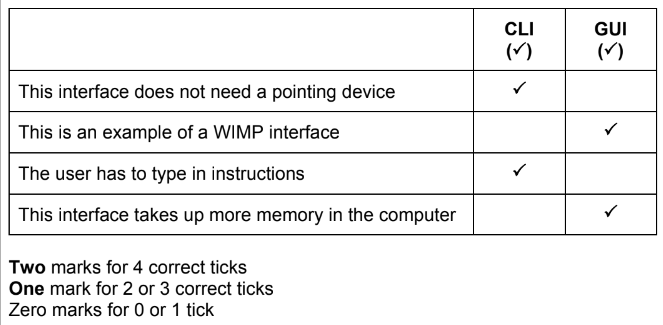 CLI GUI
(✓) (✓)
This interface does not need a pointing device ✓
This is an example of a WIMP interface ✓
The user has to type in instructions ✓
This interface takes up more memory in the computer ✓
Two marks for 4 correct ticks
One mark for 2 or 3 correct ticks
Zero marks for 0 or 1 tick